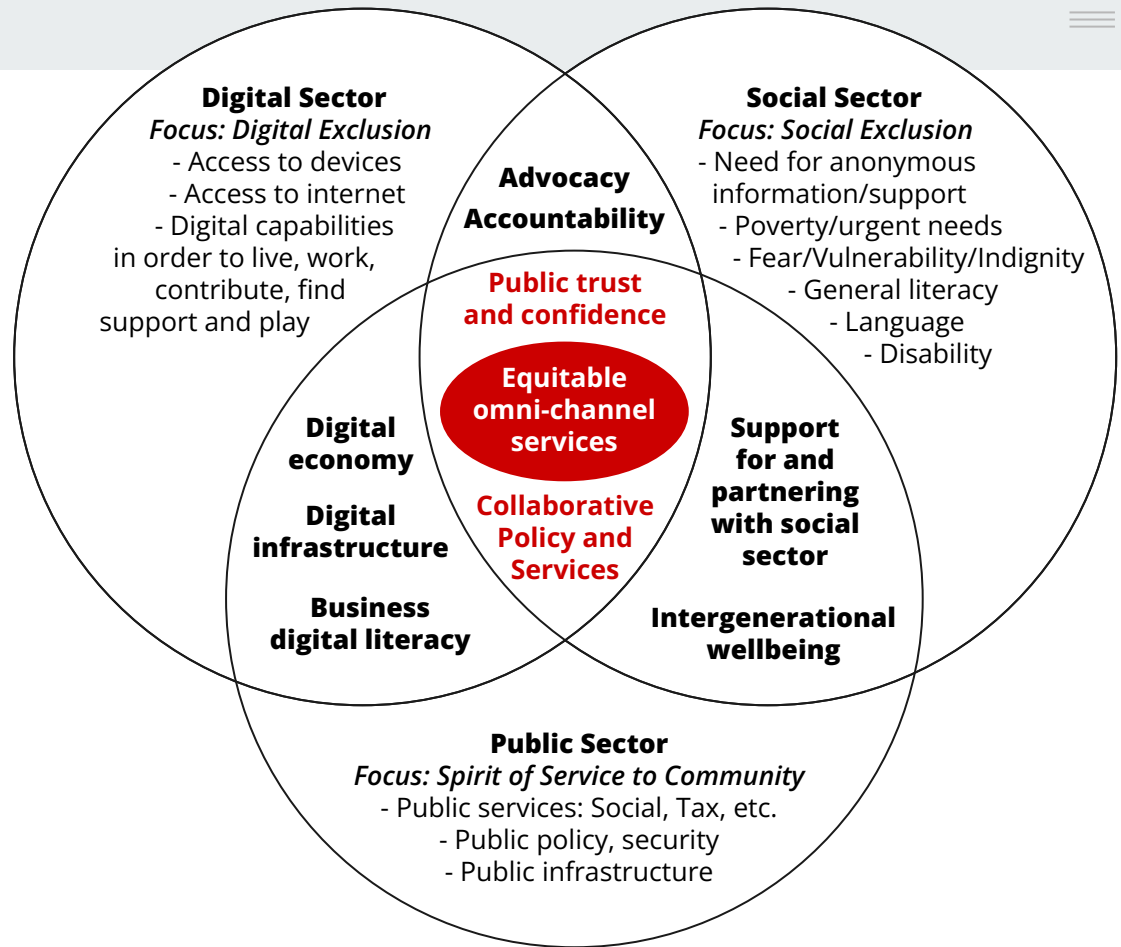 Digital Sector
Focus: Digital Exclusion
- Access to devices
- Access to internet
- Digital capabilities
in order to live, work,
contribute, find
support and play
Advocacy
Accountability
Social Sector
Focus: Social Exclusion
- Need for anonymous
information/support
- Poverty/urgent needs
- Fear/Vulnerability/Indignity
- General literacy
- Language
- Disability
Public trust
and confidence
Equitable
omni-channel
services
Collaborative
Policy and
Services
Digital
economy
Digital
infrastructure
Business
digital literacy
Support
for and
partnering
with social
sector
Intergenerational
wellbeing
Public Sector
Focus: Spirit of Service to Community
- Public services: Social, Tax, etc.
- Public policy, security
- Public infrastructure